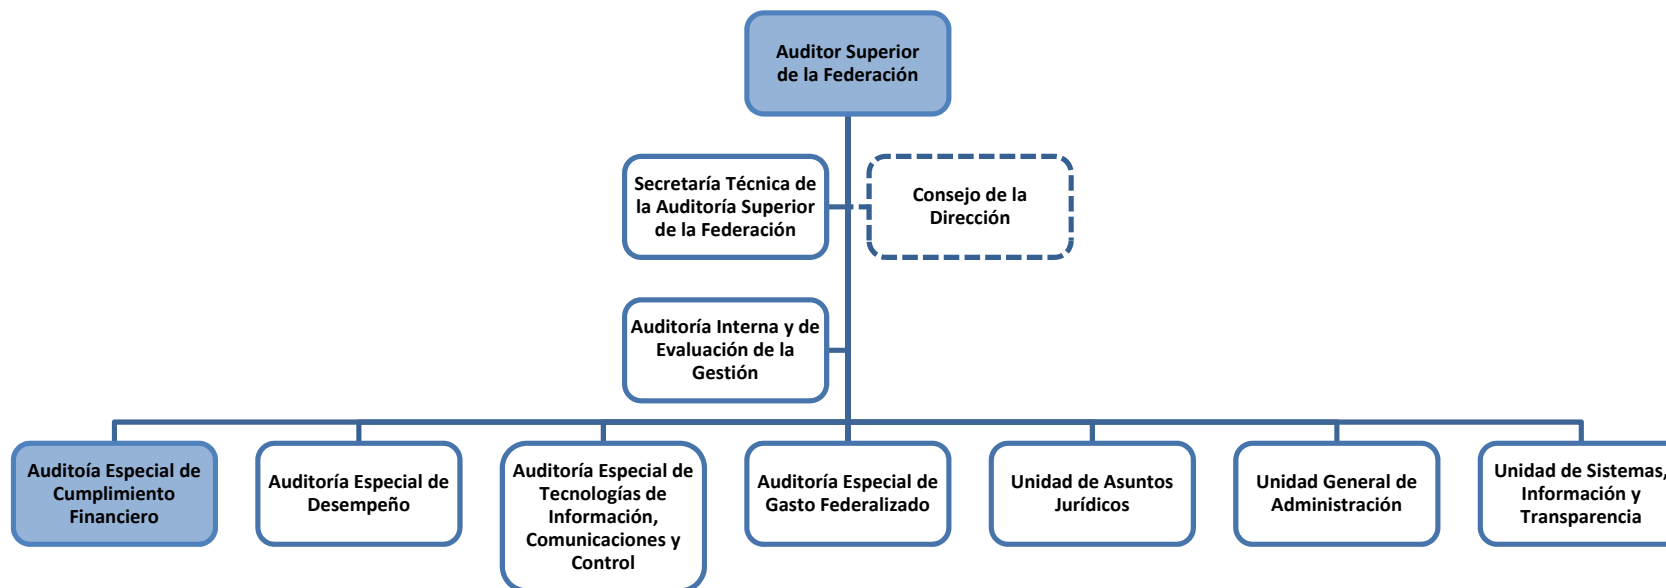 Auditor Superior
de la Federación
Secretaría Técnica de
la Auditoría Superior
de la Federación
Consejo de la
Dirección
Auditoría Interna y de
Evaluación de la
Gestión
Auditoía Especial de
Cumplimiento
Financiero
Auditoría Especial de
Desempeño
Auditoría Especial de
Tecnologías de
Información,
Comunicaciones y
Control
Auditoría Especial de
Gasto Federalizado
Unidad de Asuntos
Jurídicos
Unidad General de
Administración
Unidad de Sistemas,
Información y
Transparencia